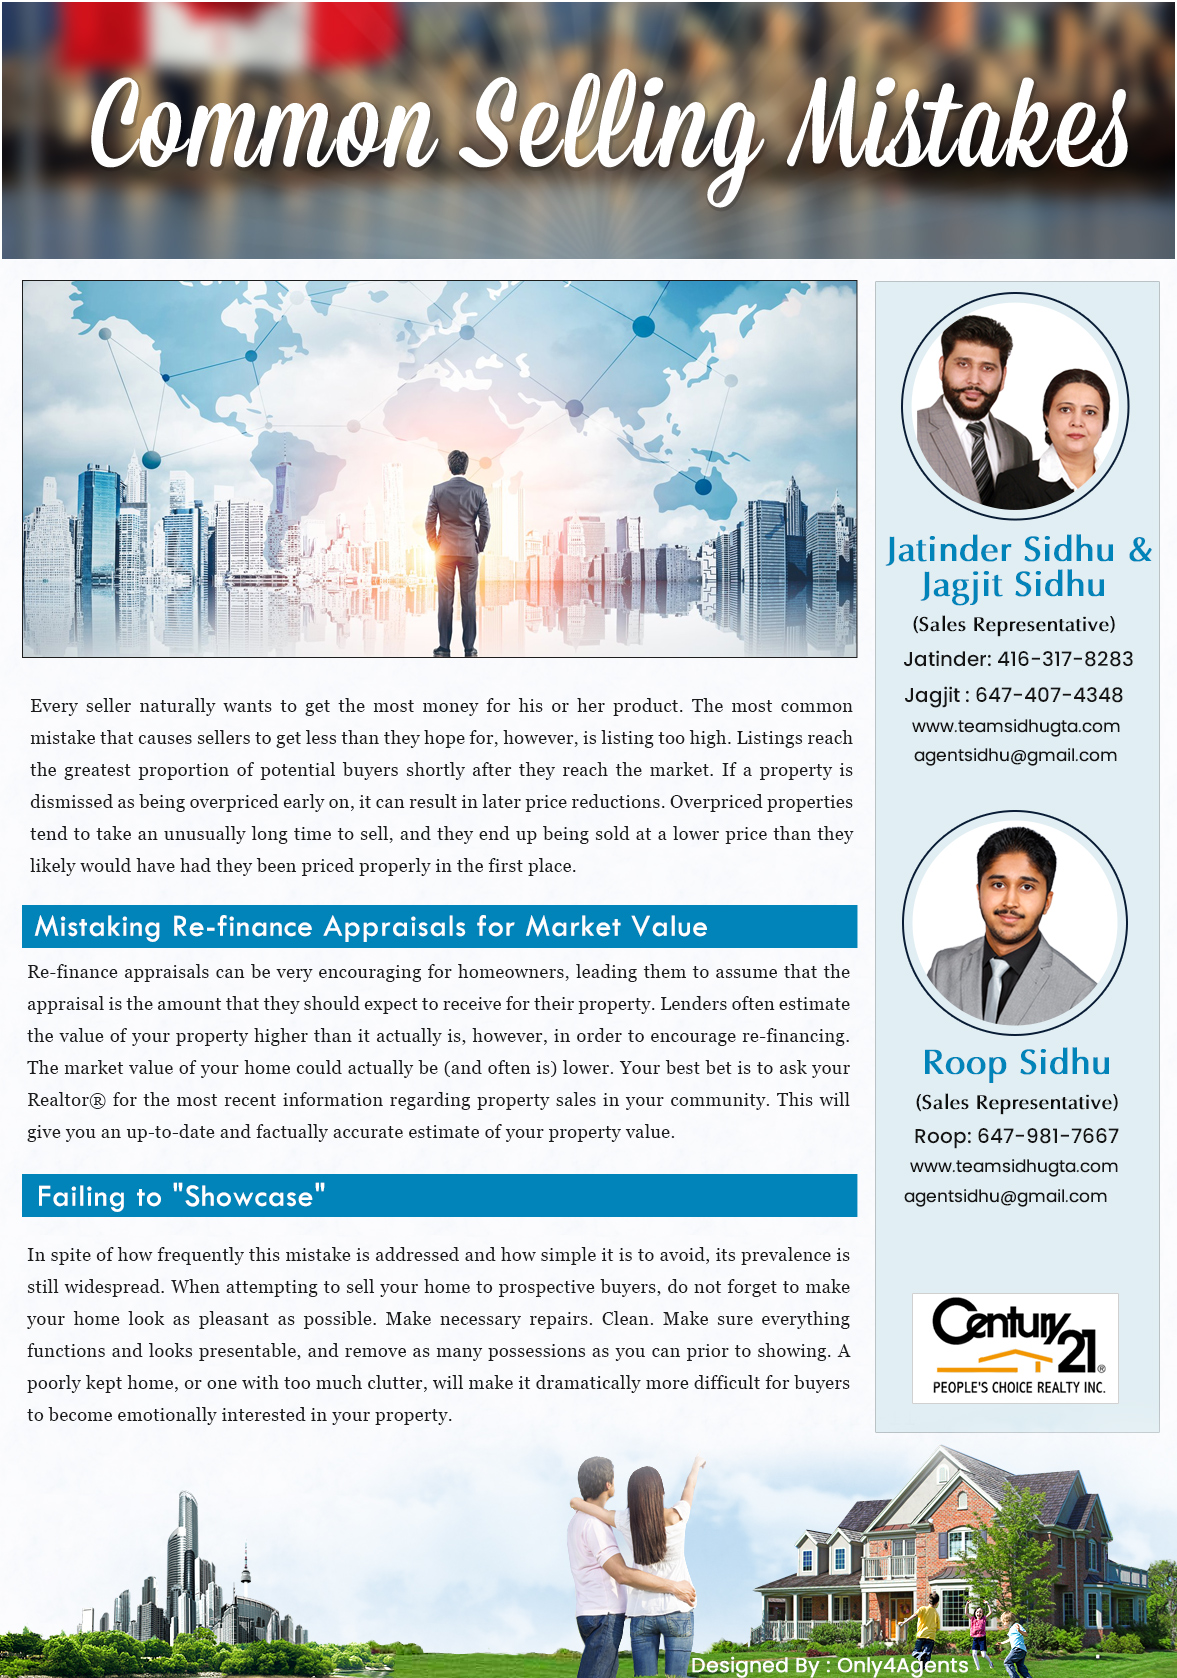 Common Selling Mistakes
Every seller naturally wants to get the most money for his or her product. The most common
mistake that causes sellers to get less than they hope for, however, is listing too high. Listings reach
the greatest proportion of potential buyers shortly after they reach the market. If a property is
dismissed as being overpriced early on, it can result in later price reductions. Overpriced properties
tend to take an unusually long time to sell, and they end up being sold at a lower price than they
likely would have had they been priced properly in the first place.
Mistaking Re-finance Appraisals for Market Value
Re-finance appraisals can be very encouraging for homeowners, leading them to assume that the
appraisal is the amount that they should expect to receive for their property. Lenders often estimate
the value of your property higher than it actually is, however, in order to encourage re-financing.
The market value of your home could actually be (and often is) lower. Your best bet is to ask your
Realtor® for the most recent information regarding property sales in your community. This will
give you an up-to-date and factually accurate estimate of your property value.
Failing to "Showcase"
In spite of how frequently this mistake is addressed and how simple it is to avoid, its prevalence is
still widespread. When attempting to sell your home to prospective buyers, do not forget to make
your home look as pleasant as possible. Make necessary repairs. Clean. Make sure everything
functions and looks presentable, and remove as many possessions as you can prior to showing. A
poorly kept home, or one with too much clutter, will make it dramatically more difficult for buyers
to become emotionally interested in your property.
Jatinder Sidhu &
Jagjit Sidhu
(Sales Representative)
Jatinder: 416-317-8283
Jagjit : 647-407-4348
www.teamsidhugta.com
agentsidhu@gmail.com
Roop Sidhu
(Sales Representative)
Roop: 647-981-7667
www.teamsidhugta.com
agentsidhu@gmail.com
Century 21®
PEOPLE'S CHOICE REALTY INC.
Designed By : Only4Agents